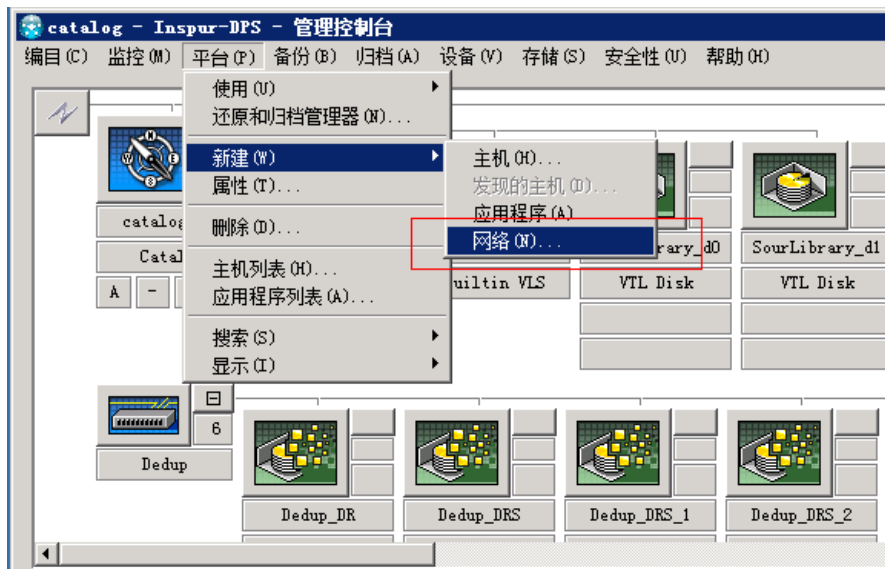 catalog - Inspur-DPS - 管理控制台
编目(C) 监控(M) 平台(P) 备份(B) 归档(A) 设备(V) 存储(S) 安全性(U) 帮助(H)
使用(U)
还原和归档管理器(N)...
新建(W)
属性(T)...
删除(D)...
主机列表(H)...
应用程序列表(A)...
搜索(S)
显示(I)
主机(H)...
发现的主机(D)...
应用程序(A)
网络(N)...
catalog
rary_d0
SourLibrary_d1
Catal
uiltin VLS
VTL Disk
VTL Disk
A
-
6
Dedup
Dedup_DR
Dedup_DRS
Dedup_DRS_1
Dedup_DRS_2